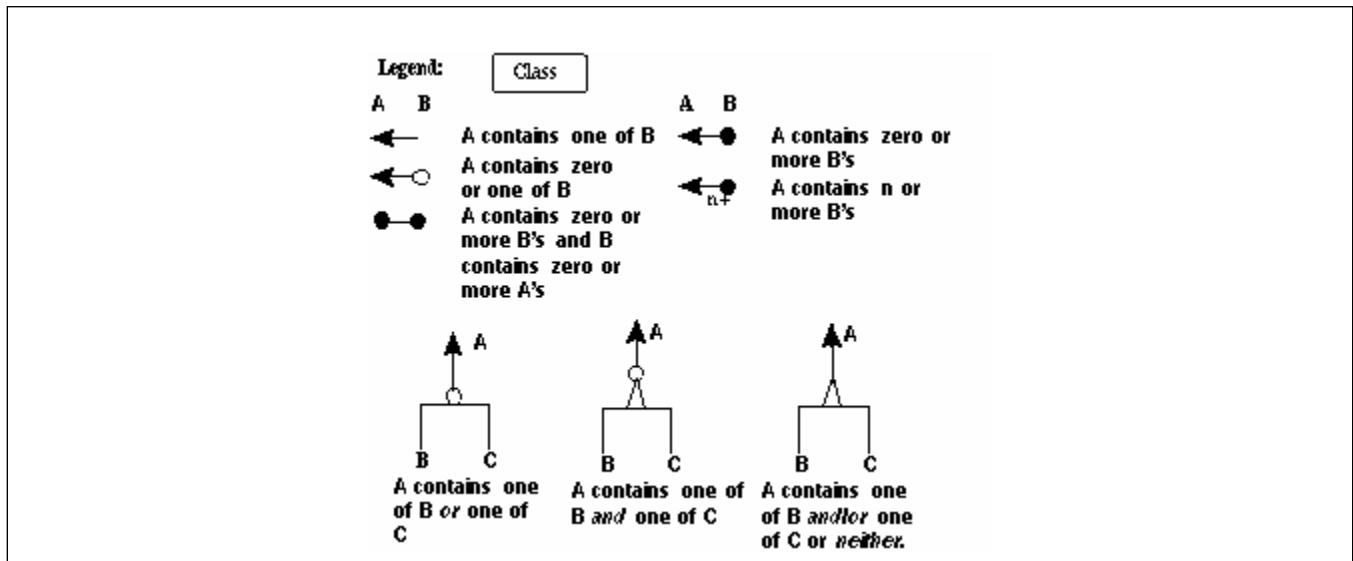 Legend: Class
A B
A contains one of B
A contains zero
or one of B
A contains zero or
more B's and B
contains zero or
more A's
A B
A contains zero or
more B's
n+
A contains n or
more B's
A
B C
A contains one
of B or one of
C
A
B C
A contains one of
B and one of C
A
B C
A contains one
of B and/or one
of C or neither.